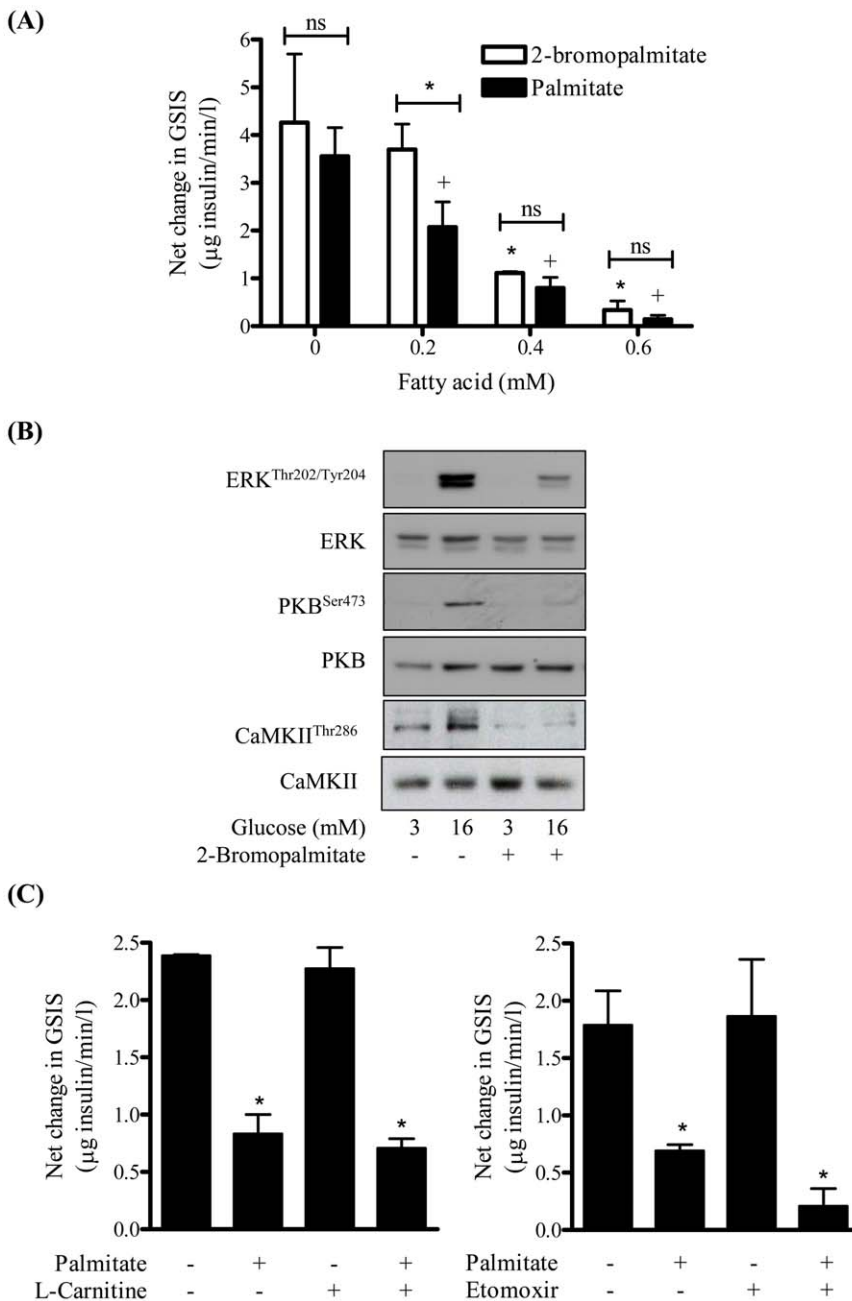 (A)
ns
6
5
4
3
2
1
0
Net change in GSIS
(µg insulin/min/l)
2-bromopalmitate
Palmitate
*
+
ns
*
+
ns
*
+
0 0.2 0.4 0.6
Fatty acid (mM)
(B)
ERK^Thr202/Tyr204
ERK
PKB^Ser473
PKB
CaMKII^Thr286
CaMKII
Glucose (mM) 3 16 3 16
2-Bromopalmitate - - + +
(C)
2.5
2.0
1.5
1.0
0.5
0.0
Net change in GSIS
(µg insulin/min/l)
*
*
Palmitate - + - +
L-Carnitine - - + +
2.5
2.0
1.5
1.0
0.5
0.0
Net change in GSIS
(µg insulin/min/l)
*
*
Palmitate - + - +
Etomoxir - - + +